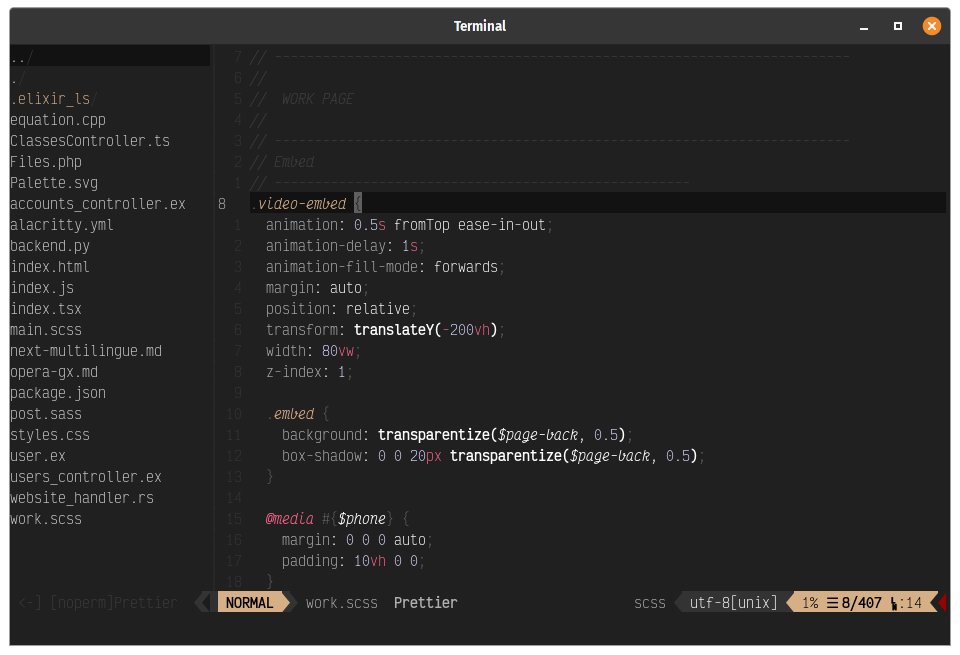 Terminal
../
./
.elixir_ls/
equation.cpp
ClassesController.ts
Files.php
Palette.svg
accounts_controller.ex
alacritty.yml
backend.py
index.html
index.js
index.tsx
main.scss
next-multilingue.md
opera-gx.md
package.json
post.sass
styles.css
user.ex
users_controller.ex
website_handler.rs
work.scss
7 // ------------------------------------------------------------------------
6 //
5 //  WORK PAGE
4 //
3 // ------------------------------------------------------------------------
2 // Embed
1 // ----------------------------------------------------
8 .video-embed {
1 animation: 0.5s fromTop ease-in-out;
2 animation-delay: 1s;
3 animation-fill-mode: forwards;
4 margin: auto;
5 position: relative;
6 transform: translateY(-200vh);
7 width: 80vw;
8 z-index: 1;
9
10 .embed {
11 background: transparentize($page-back, 0.5);
12 box-shadow: 0 0 20px transparentize($page-back, 0.5);
13 }
14
15 @media #{$phone} {
16 margin: 0 0 0 auto;
17 padding: 10vh 0 0;
18 }
<-] [noperm]Prettier NORMAL work.scss Prettier scss utf-8[unix] 1% ☰ 8/407 :14